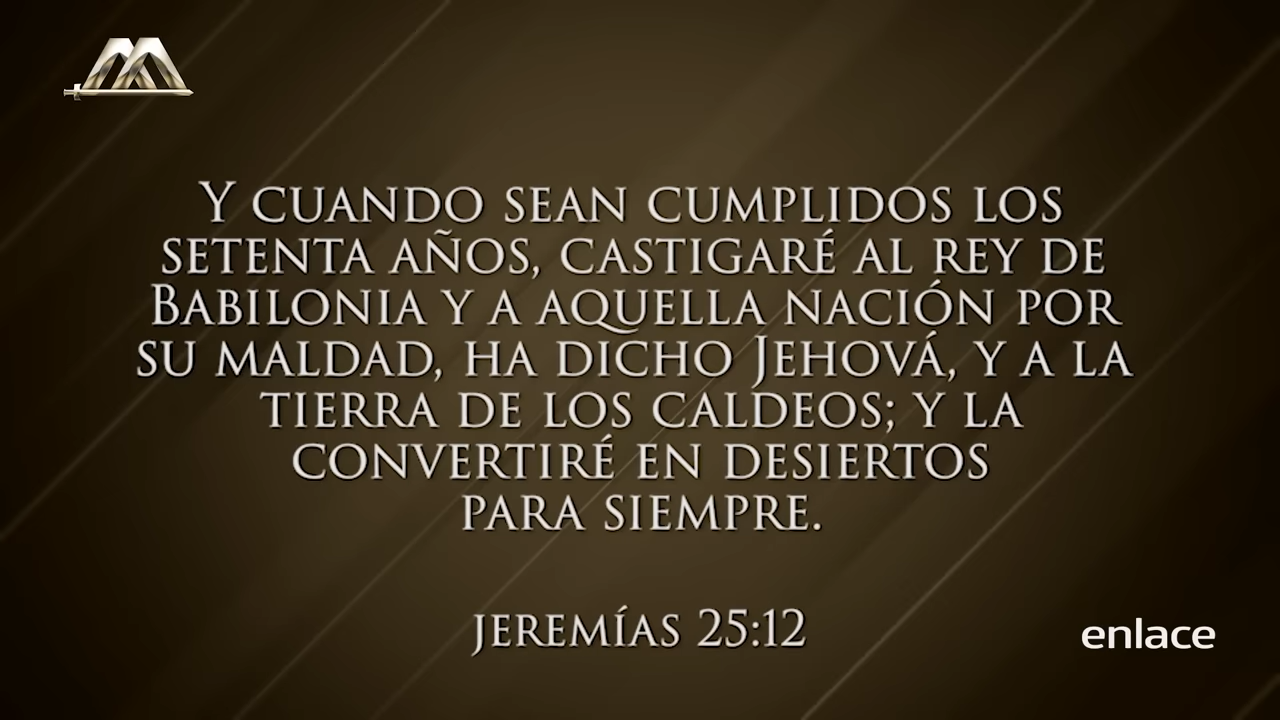 Y CUANDO SEAN CUMPLIDOS LOS
SETENTA AÑOS, CASTIGARÉ AL REY DE
BABILONIA Y A AQUELLA NACIÓN POR
SU MALDAD, HA DICHO JEHOVÁ, Y A LA
TIERRA DE LOS CALDEOS; Y LA
CONVERTIRÉ EN DESIERTOS
PARA SIEMPRE.
JEREMÍAS 25:12
enlace